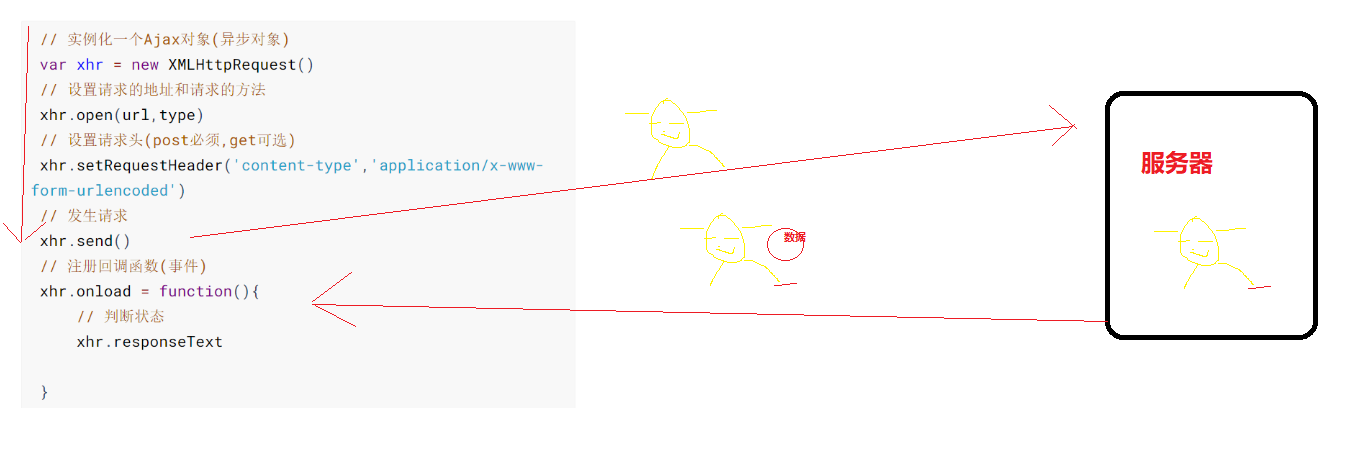 // 实例化一个Ajax对象(异步对象)
var xhr = new XMLHttpRequest()
// 设置请求的地址和请求的方法
xhr.open(url,type)
// 设置请求头(post必须,get可选)
xhr.setRequestHeader('content-type','application/x-www-
form-urlencoded')
// 发生请求
xhr.send()
// 注册回调函数(事件)
xhr.onload = function(){
// 判断状态
xhr.responseText
}
数据
服务器